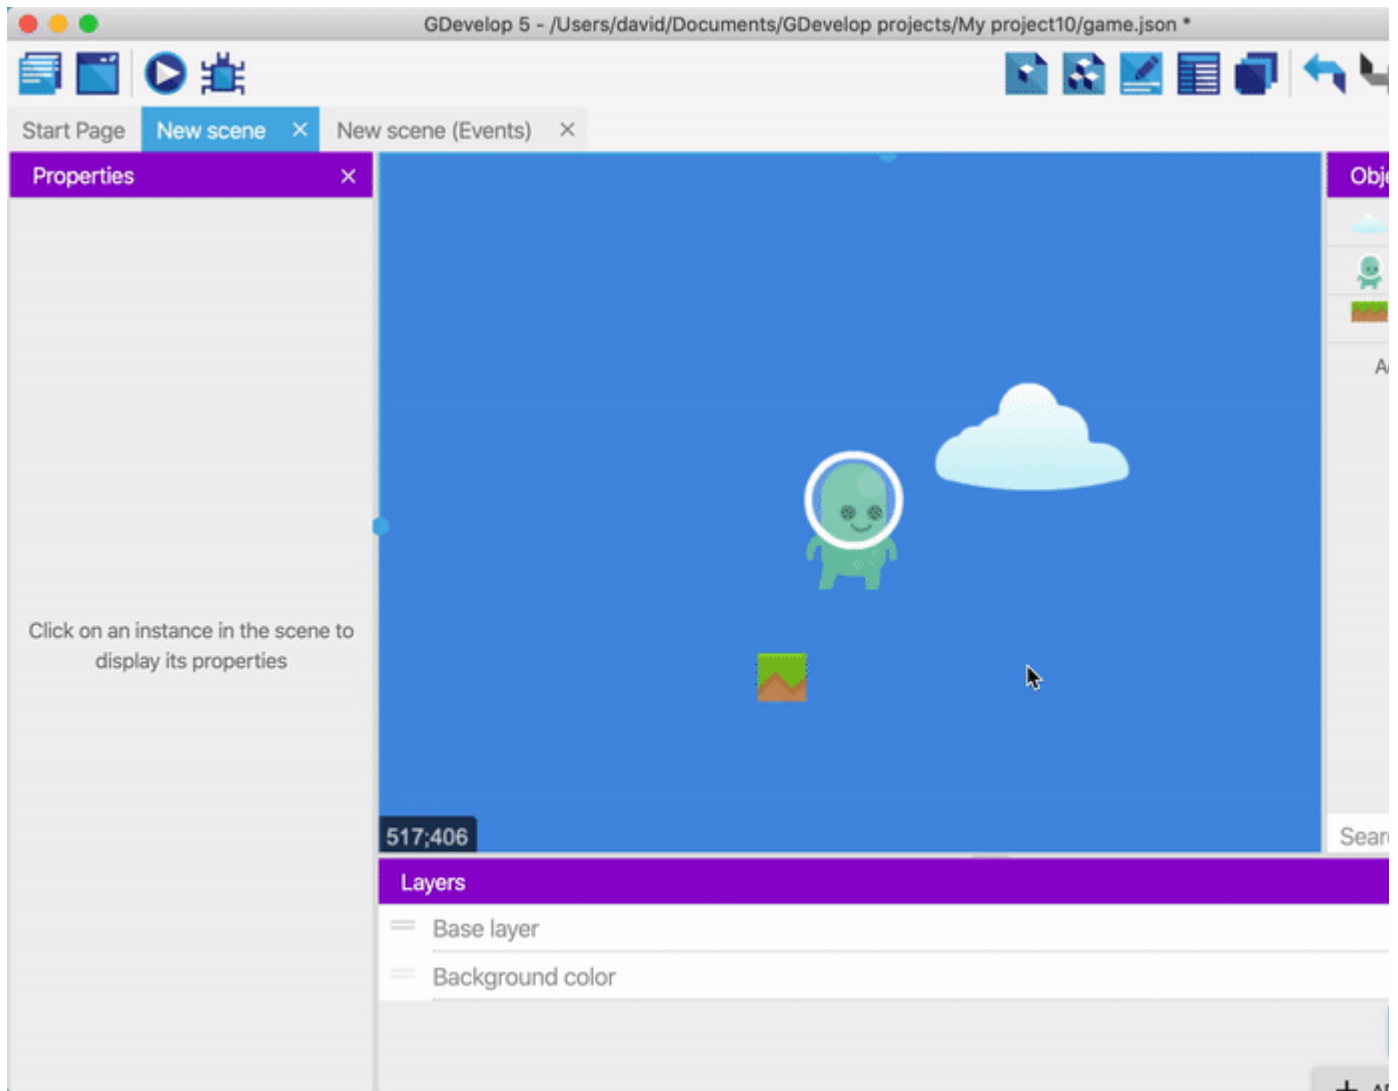 GDevelop 5 - /Users/david/Documents/GDevelop projects/My project10/game.json *
Start Page
New scene
New scene (Events)
Properties
Click on an instance in the scene to
display its properties
517;406
Layers
Base layer
Background color